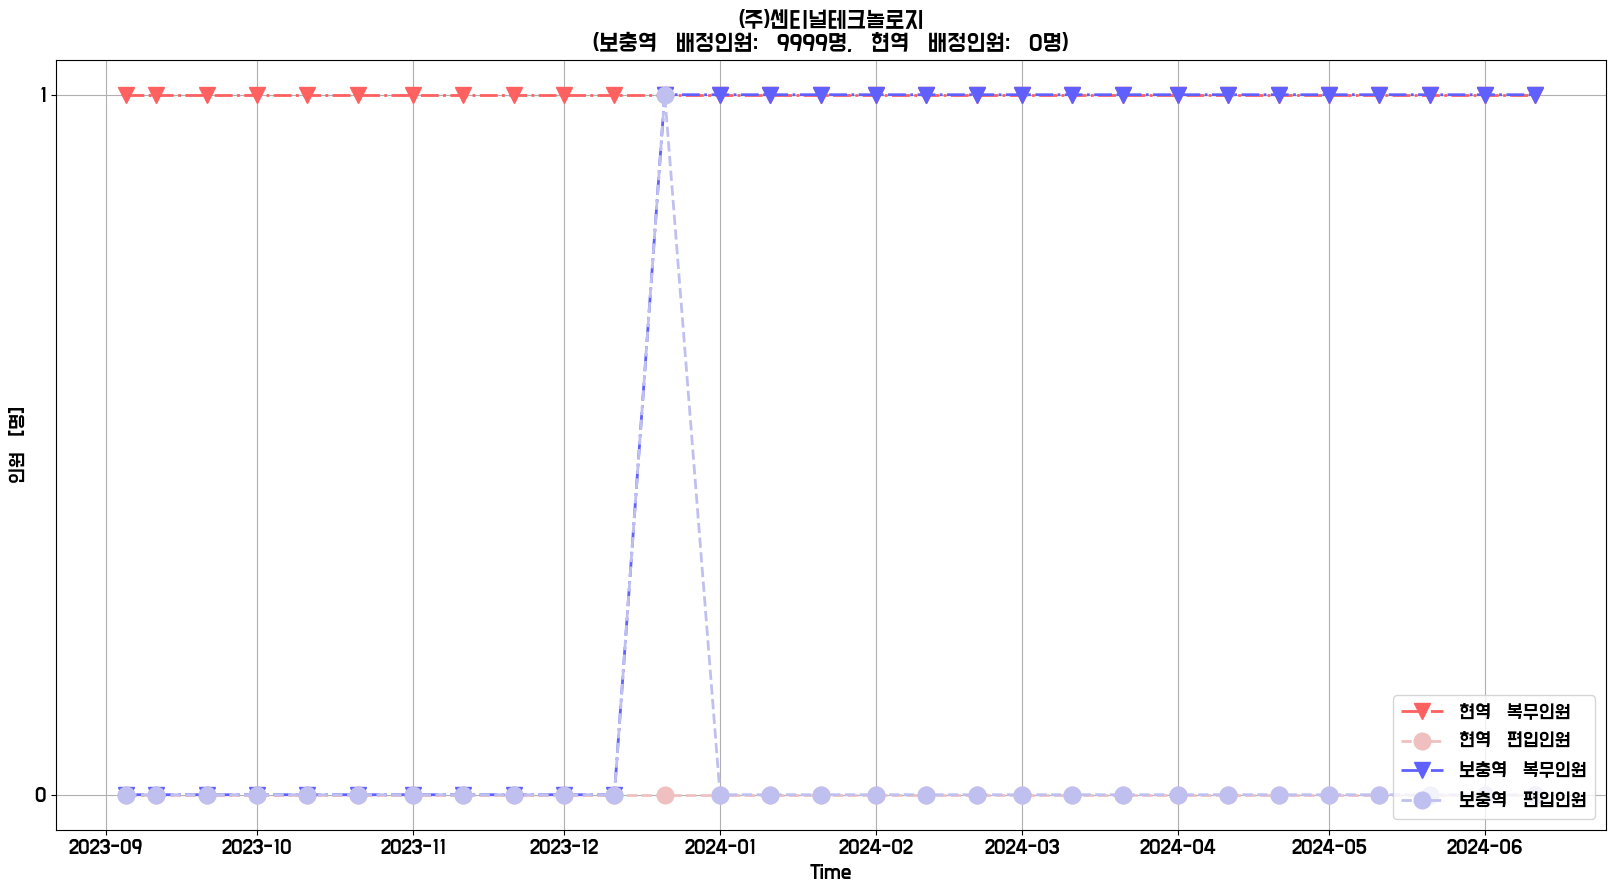 (주)센티널테크놀로지
(보충역 배정인원: 9999명, 현역 배정인원: 0명)
1
0
인원 [명]
2023-09 2023-10 2023-11 2023-12 2024-01 2024-02 2024-03 2024-04 2024-05 2024-06
Time
현역 복무인원
현역 편입인원
보충역 복무인원
보충역 편입인원